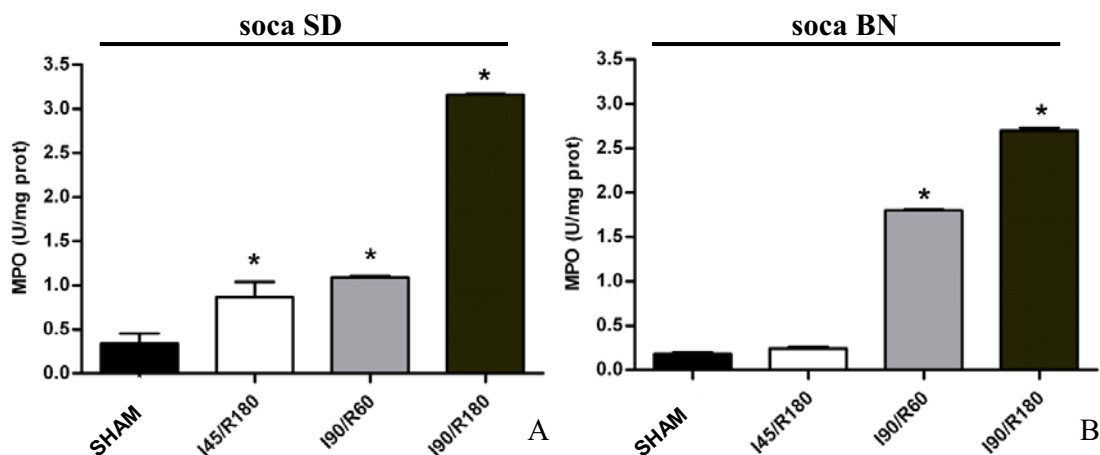 soca SD
3.5
3.0
2.5
2.0
1.5
1.0
0.5
0.0
MPO (U/mg prot)
*
*
*
SHAM
I45/R180
I90/R60
I90/R180
A
soca BN
3.5
3.0
2.5
2.0
1.5
1.0
0.5
0.0
MPO (U/mg prot)
*
*
SHAM
I45/R180
I90/R60
I90/R180
B